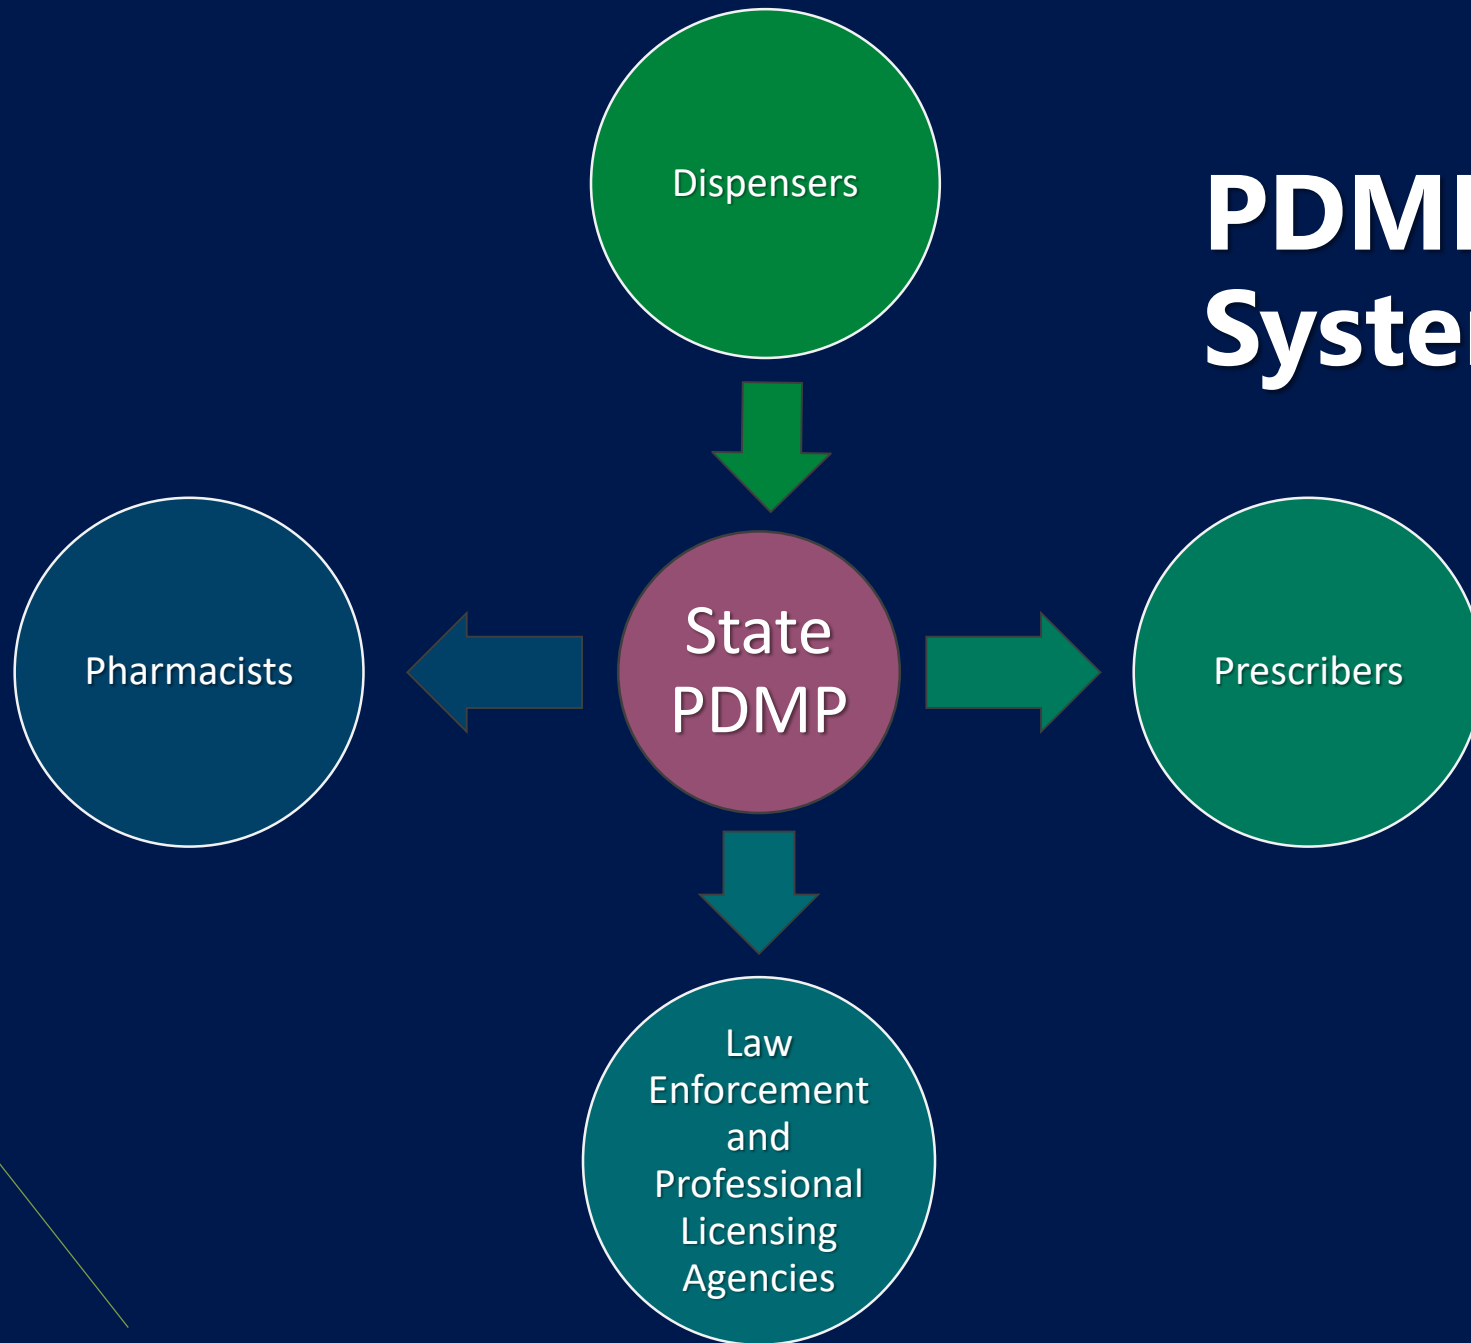 Dispensers
PDM
Syste
Pharmacists
State
PDMP
Prescribers
Law
Enforcement
and
Professional
Licensing
Agencies